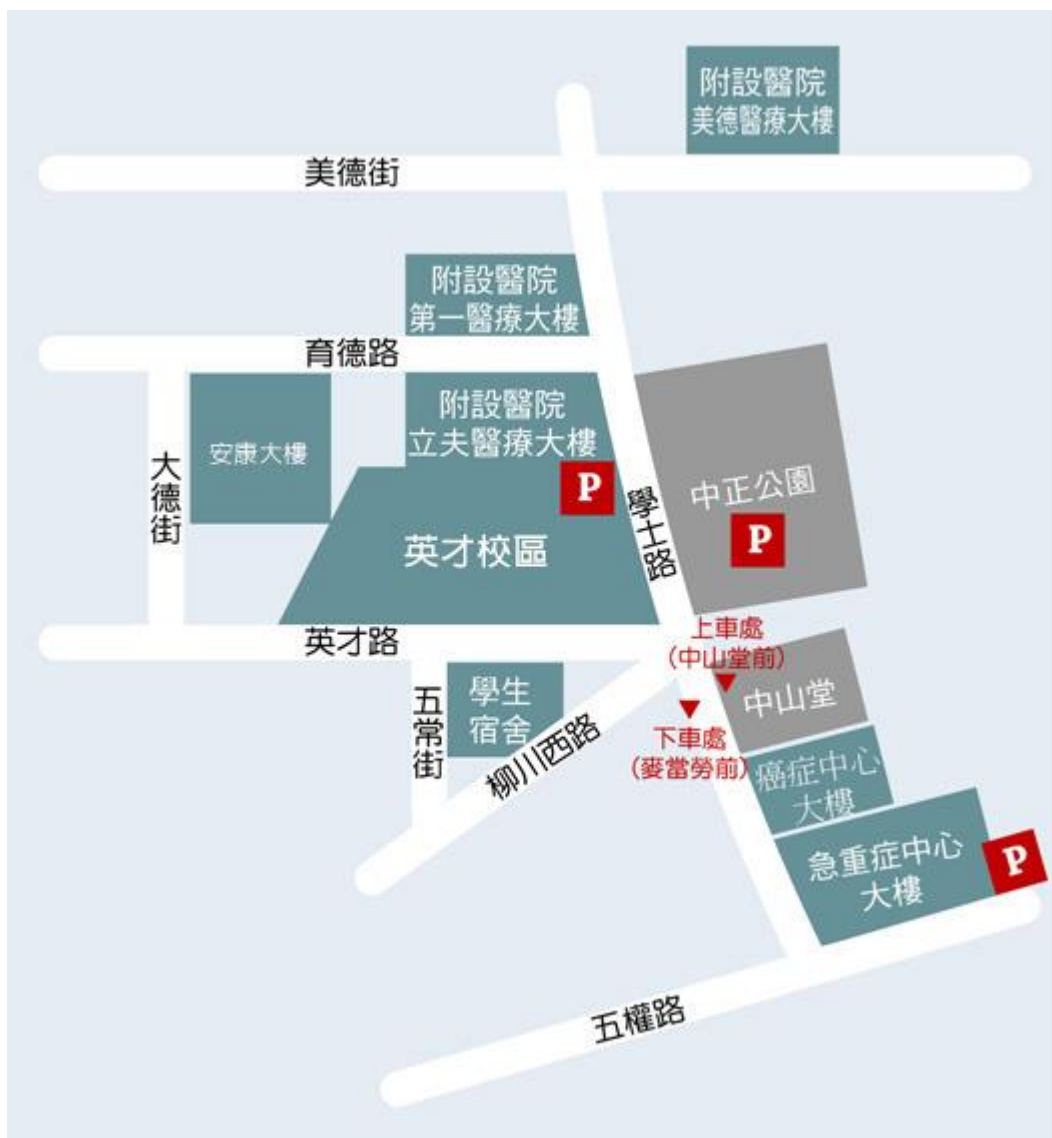 附設醫院
美德醫療大樓
美德街
附設醫院
第一醫療大樓
育德路
附設醫院
立夫醫療大樓
安康大樓
大德街
P
中正公園
P
學士路
英才校區
英才路
上車處
(中山堂前)
學生
宿舍
五常街
中山堂
柳川西路
下車處
(麥當勞前)
癌症中心
大樓
急重症中心
大樓
P
五權路